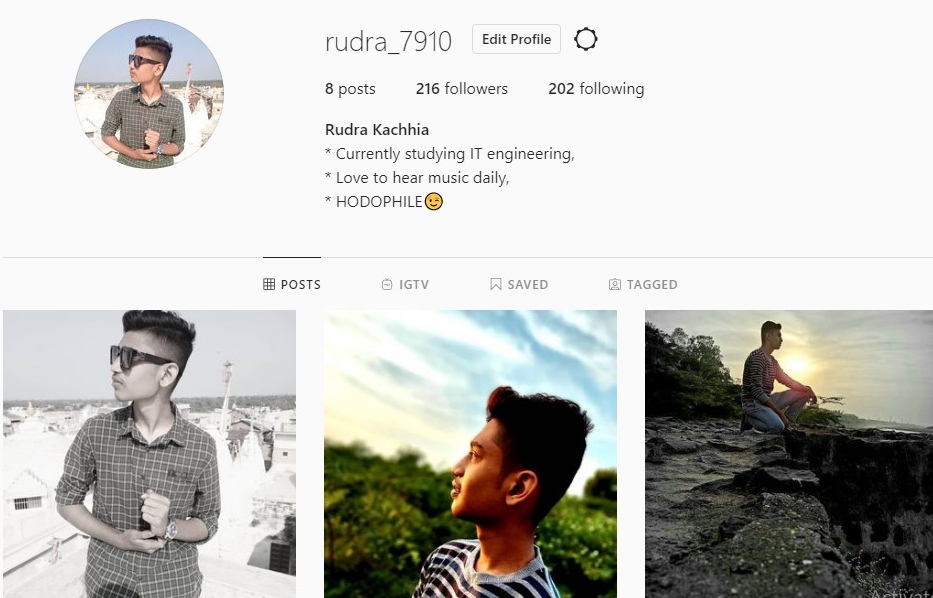 rudra_7910 Edit Profile
8 posts 216 followers 202 following
Rudra Kachhia
* Currently studying IT engineering,
* Love to hear music daily,
* HODOPHILE😉
POSTS IGTV SAVED TAGGED